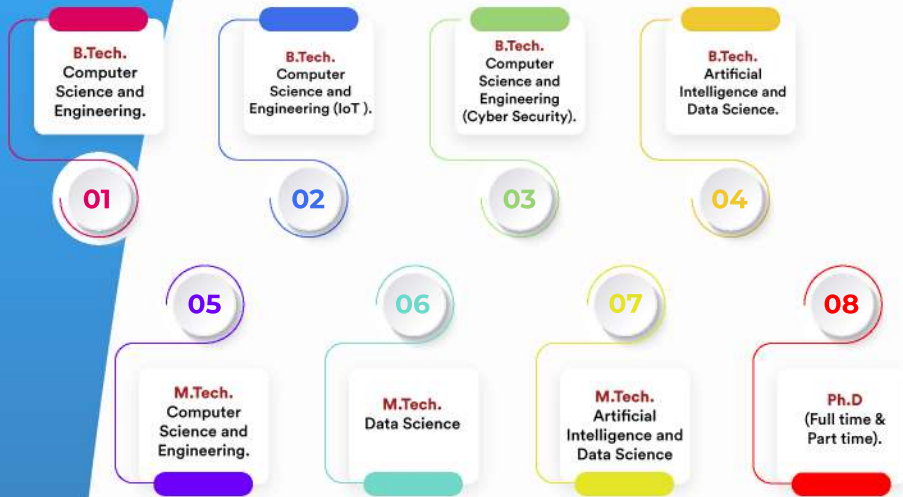 B.Tech.
Computer
Science and
Engineering.
01
B.Tech.
Computer
Science and
Engineering (IoT ).
02
B.Tech.
Computer
Science and
Engineering
(Cyber Security).
03
B.Tech.
Artificial
Intelligence and
Data Science.
04
05
M.Tech.
Computer
Science and
Engineering.
06
M.Tech.
Data Science
07
M.Tech.
Artificial
Intelligence and
Data Science
08
Ph.D
(Full time &
Part time).